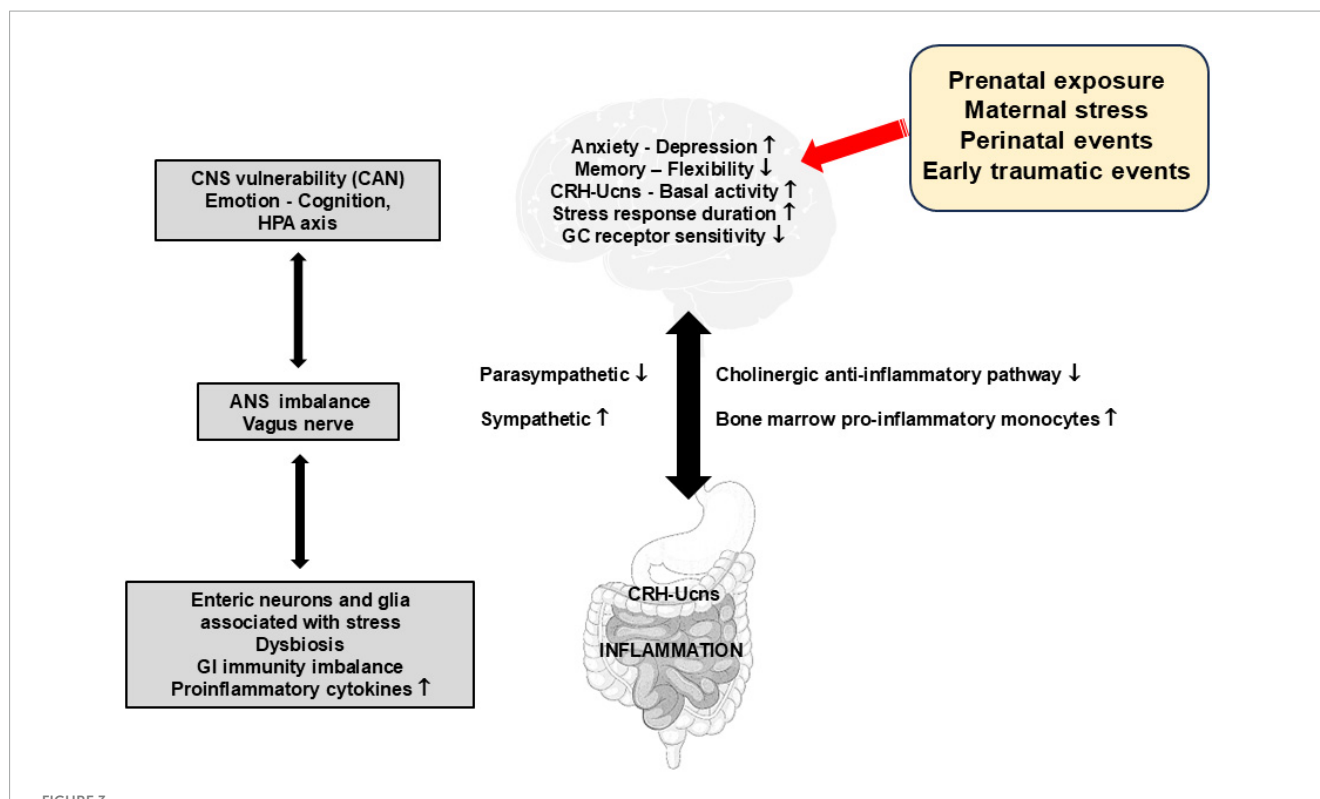 Prenatal exposure
Maternal stress
Perinatal events
Early traumatic events
Anxiety - Depression ↑
Memory – Flexibility ↓
CRH-Ucns - Basal activity ↑
Stress response duration ↑
GC receptor sensitivity ↓
CNS vulnerability (CAN)
Emotion - Cognition,
HPA axis
Parasympathetic ↓
Cholinergic anti-inflammatory pathway ↓
Sympathetic ↑
Bone marrow pro-inflammatory monocytes ↑
ANS imbalance
Vagus nerve
Enteric neurons and glia
associated with stress
Dysbiosis
GI immunity imbalance
Proinflammatory cytokines ↑
CRH-Ucns
INFLAMMATION